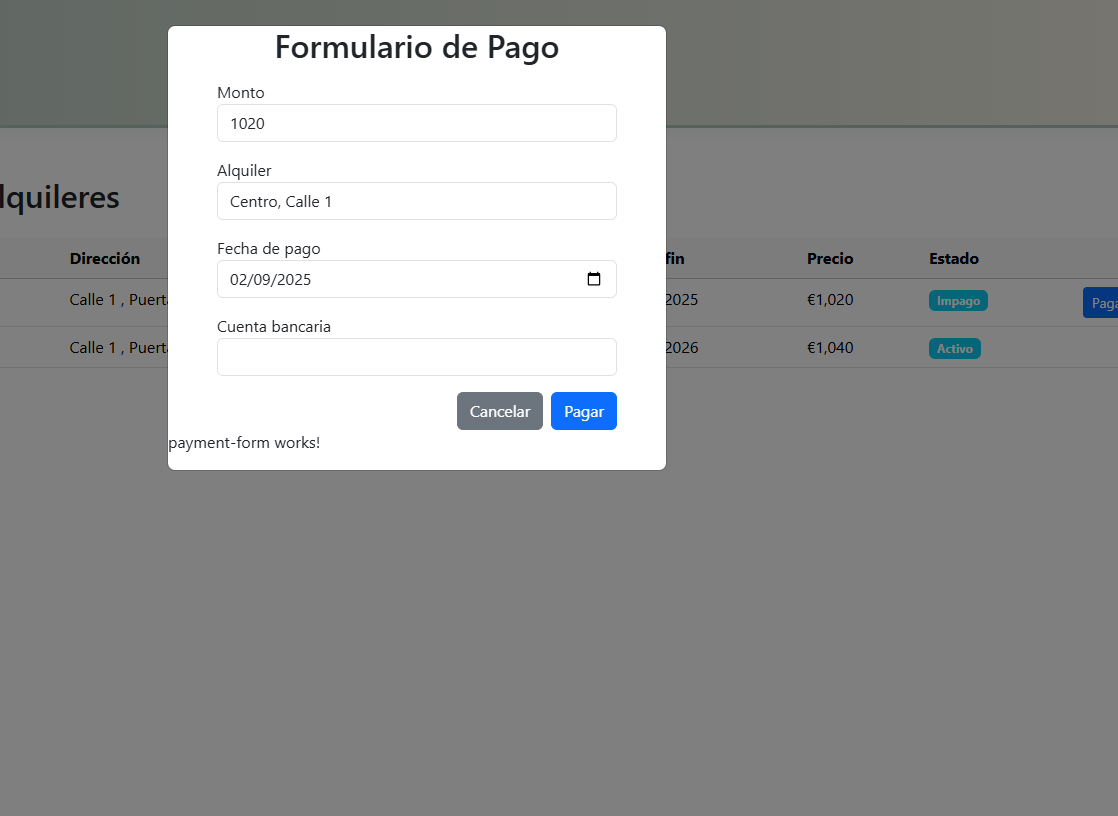 Formulario de Pago
Monto
1020
Alquiler
Centro, Calle 1
Fecha de pago
02/09/2025
Cuenta bancaria
Cancelar Pagar
payment-form works!
lquileres
Dirección fin Precio Estado
Calle 1 , Puerta 2025 €1,020 Impago Paga
Calle 1 , Puerta 2026 €1,040 Activo